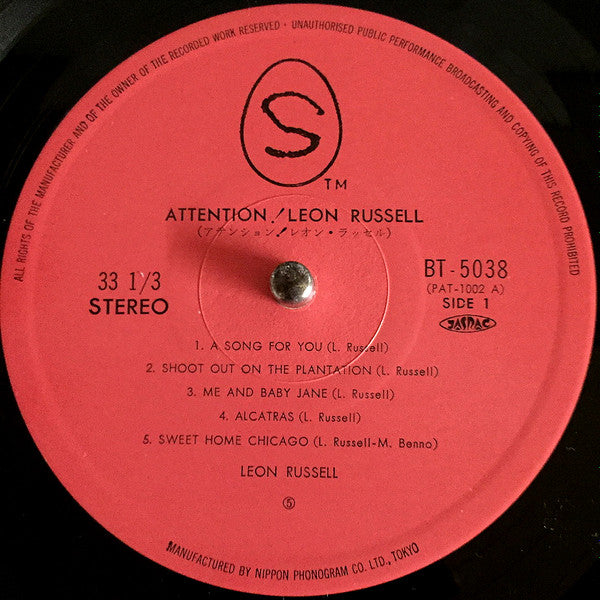 ALL RIGHTS OF THE MANUFACTURER AND OF THE OWNER OF THE RECORDED WORK RESERVED · UNAUTHORISED PUBLIC PERFORMANCE BROADCASTING AND COPYING OF THIS RECORD PROHIBITED
S
TM
ATTENTION! LEON RUSSELL
(アテンション!レオン・ラッセル)
33 1/3
STEREO
BT-5038
(PAT-1002 A)
SIDE 1
JASRAC
1. A SONG FOR YOU (L. Russell)
2. SHOOT OUT ON THE PLANTATION (L. Russell)
3. ME AND BABY JANE (L. Russell)
4. ALCATRAS (L. Russell)
5. SWEET HOME CHICAGO (L. Russell-M. Benno)
LEON RUSSELL
⑤
MANUFACTURED BY NIPPON PHONOGRAM CO. LTD., TOKYO